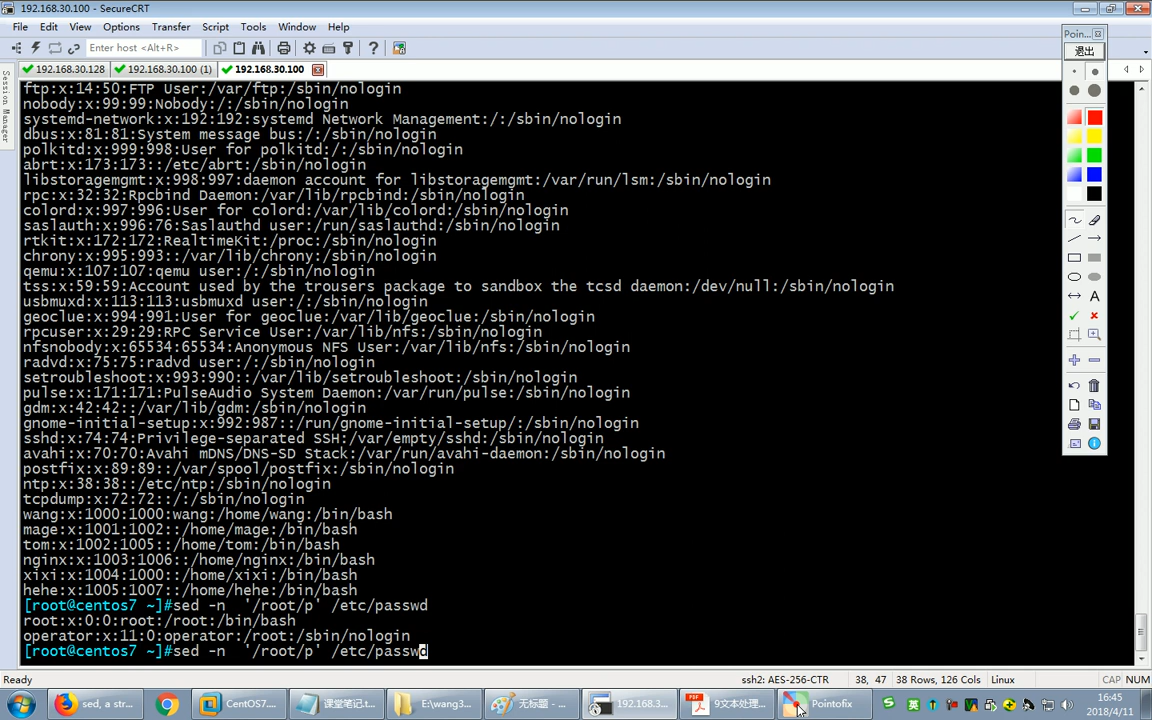 192.168.30.100 - SecureCRT
File Edit View Options Transfer Script Tools Window Help
Enter host <Alt+R>
192.168.30.128 192.168.30.100 (1) 192.168.30.100
Session Manager
ftp:x:14:50:FTP User:/var/ftp:/sbin/nologin
nobody:x:99:99:Nobody:/:/sbin/nologin
systemd-network:x:192:192:systemd Network Management:/:/sbin/nologin
dbus:x:81:81:System message bus:/:/sbin/nologin
polkitd:x:999:998:User for polkitd:/:/sbin/nologin
abrt:x:173:173::/etc/abrt:/sbin/nologin
libstoragemgmt:x:998:997:daemon account for libstoragemgmt:/var/run/lsm:/sbin/nologin
rpc:x:32:32:Rpcbind Daemon:/var/lib/rpcbind:/sbin/nologin
colord:x:997:996:User for colord:/var/lib/colord:/sbin/nologin
saslauth:x:996:76:Saslauthd user:/run/saslauthd:/sbin/nologin
rtkit:x:172:172:RealtimeKit:/proc:/sbin/nologin
chrony:x:995:993::/var/lib/chrony:/sbin/nologin
qemu:x:107:107:qemu user:/:/sbin/nologin
tss:x:59:59:Account used by the trousers package to sandbox the tcsd daemon:/dev/null:/sbin/nologin
usbmuxd:x:113:113:usbmuxd user:/:/sbin/nologin
geoclue:x:994:991:User for geoclue:/var/lib/geoclue:/sbin/nologin
rpcuser:x:29:29:RPC Service User:/var/lib/nfs:/sbin/nologin
nfsnobody:x:65534:65534:Anonymous NFS User:/var/lib/nfs:/sbin/nologin
radvd:x:75:75:radvd user:/:/sbin/nologin
setroubleshoot:x:993:990::/var/lib/setroubleshoot:/sbin/nologin
pulse:x:171:171:PulseAudio System Daemon:/var/run/pulse:/sbin/nologin
gdm:x:42:42::/var/lib/gdm:/sbin/nologin
gnome-initial-setup:x:992:987::/run/gnome-initial-setup/:/sbin/nologin
sshd:x:74:74:Privilege-separated SSH:/var/empty/sshd:/sbin/nologin
avahi:x:70:70:Avahi mDNS/DNS-SD Stack:/var/run/avahi-daemon:/sbin/nologin
postfix:x:89:89::/var/spool/postfix:/sbin/nologin
ntp:x:38:38::/etc/ntp:/sbin/nologin
tcpdump:x:72:72::/:/sbin/nologin
wang:x:1000:1000:wang:/home/wang:/bin/bash
mage:x:1001:1002::/home/mage:/bin/bash
tom:x:1002:1005::/home/tom:/bin/bash
nginx:x:1003:1006::/home/nginx:/bin/bash
xixi:x:1004:1000::/home/xixi:/bin/bash
hehe:x:1005:1007::/home/hehe:/bin/bash
[root@centos7 ~]#sed -n  '/root/p' /etc/passwd
root:x:0:0:root:/root:/bin/bash
operator:x:11:0:operator:/root:/sbin/nologin
[root@centos7 ~]#sed -n  '/root/p' /etc/passwd
Poin...
退出
A
Ready ssh2: AES-256-CTR 38, 47 38 Rows, 126 Cols Linux CAP NUM
sed, a str... CentOS7... 课堂笔记.t... E:\wang3... 无标题 - ... 192.168.3... 9文本处理... Pointofix 英 16:45
2018/4/11